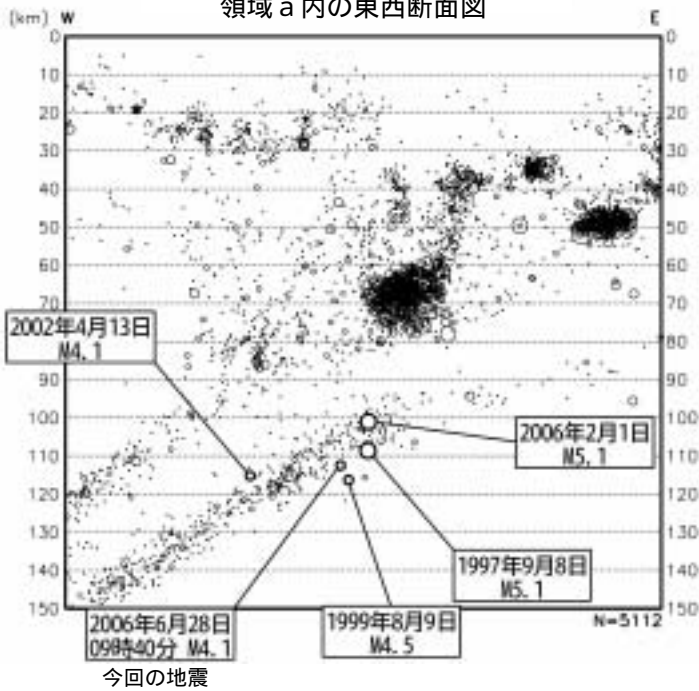 領域a内の東西断面図
(km) W E
0 0
10 10
20 20
30 30
40 40
50 50
60 60
70 70
80 80
90 90
100 100
110 110
120 120
130 130
140 140
150 150
2002年4月13日
M4.1
2006年2月1日
M5.1
1997年9月8日
M5.1
N=5112
2006年6月28日
09時40分 M4.1
1999年8月9日
M4.5
今回の地震